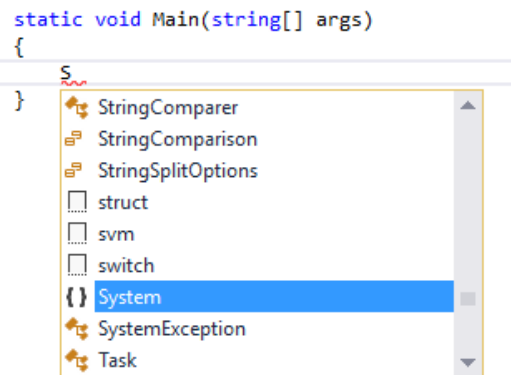 static void Main(string[] args)
{
S
}
StringComparer
StringComparison
StringSplitOptions
struct
svm
switch
{} System
SystemException
Task